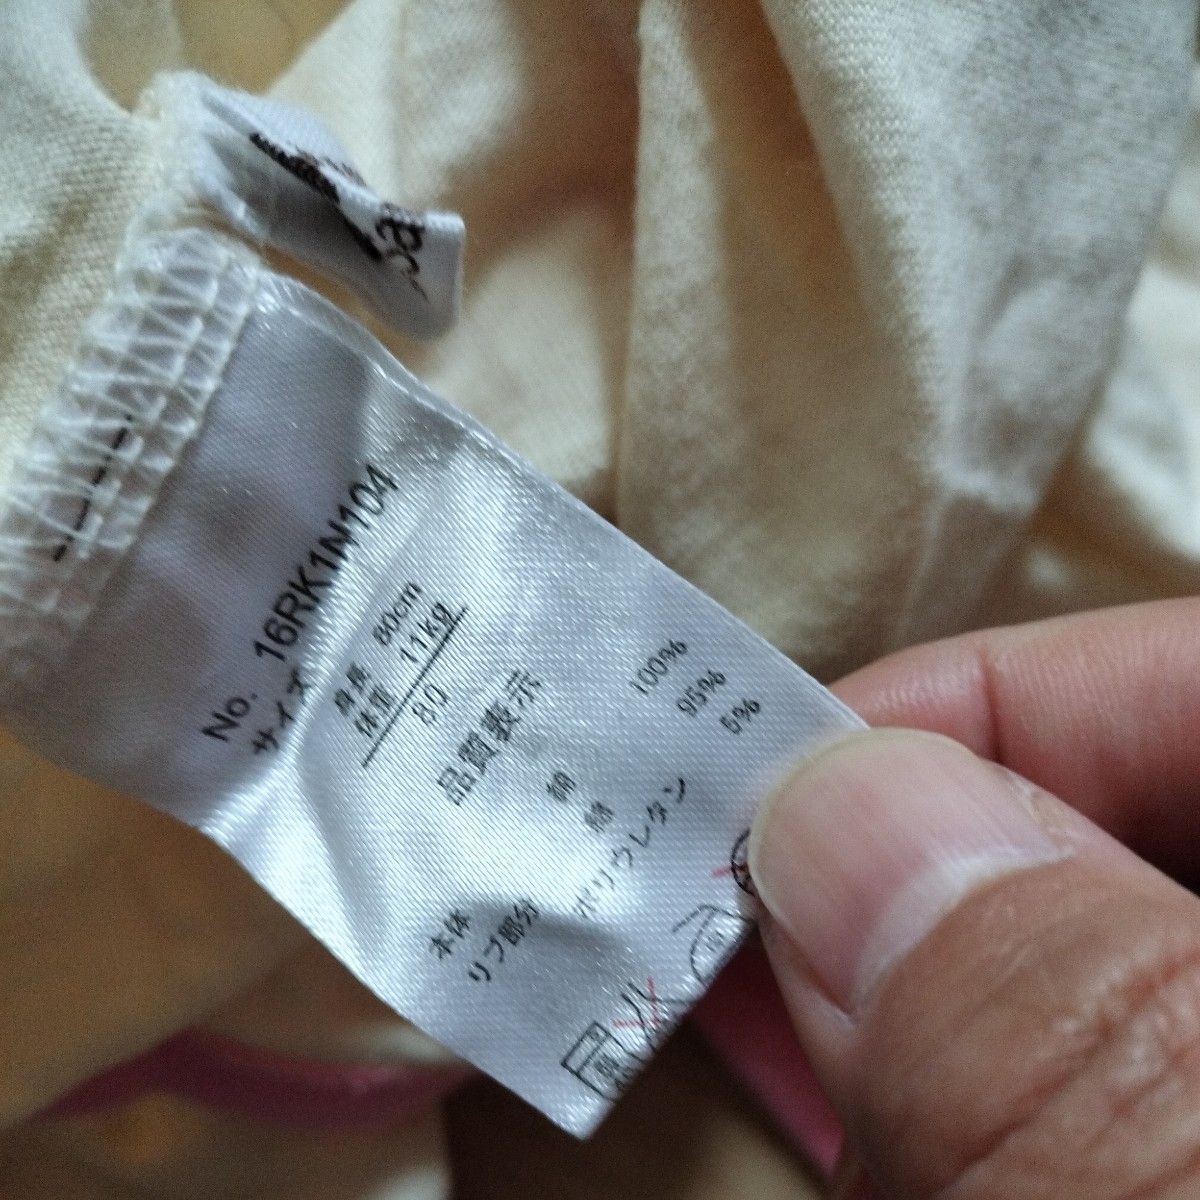 No. 16RK1N104
サイズ
身長 80cm
体重 11kg
80
品質表示
本体 綿 100%
リブ部分 綿 95%
ポリウレタン 5%